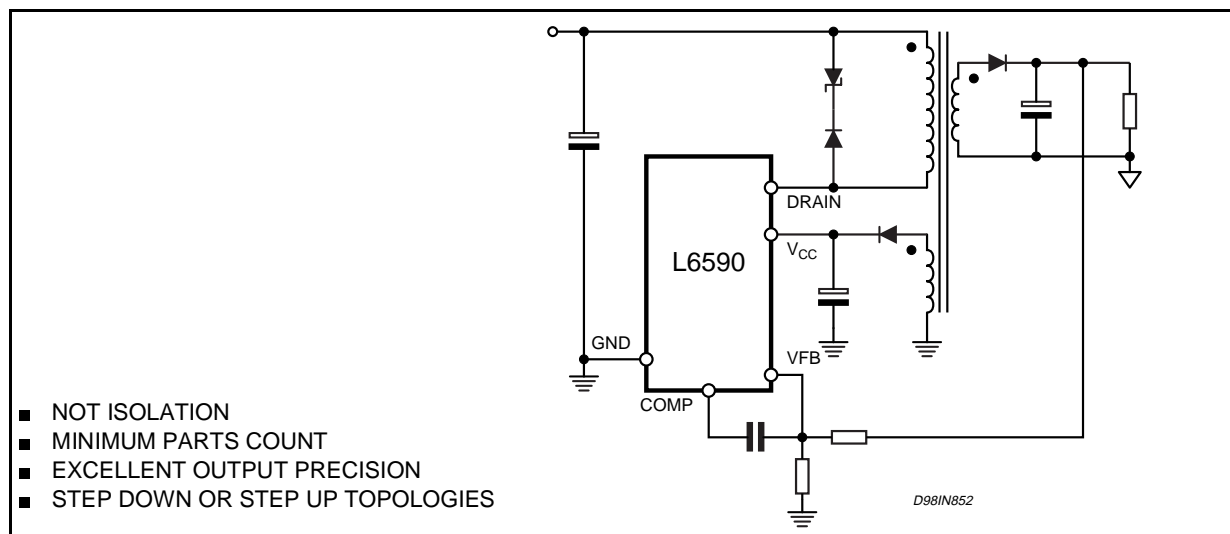 DRAIN
L6590
VCC
GND
VFB
COMP
■ NOT ISOLATION
■ MINIMUM PARTS COUNT
■ EXCELLENT OUTPUT PRECISION
■ STEP DOWN OR STEP UP TOPOLOGIES
D98IN852